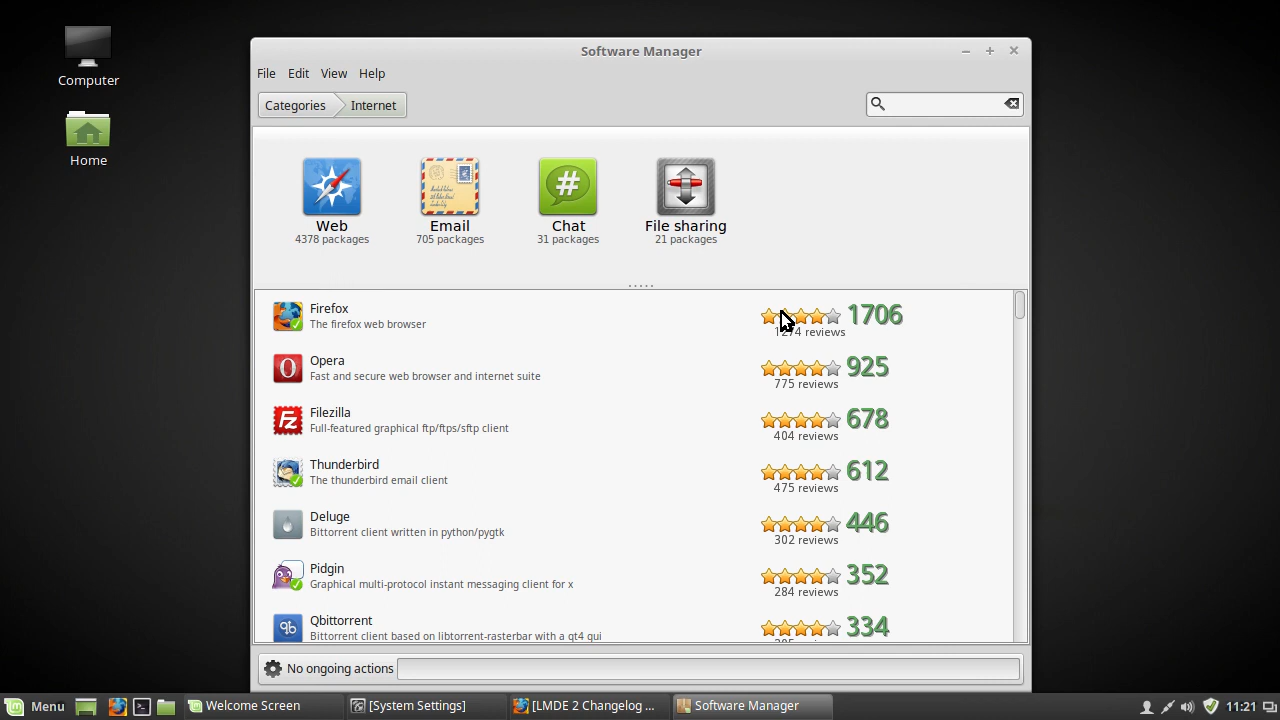 Software Manager
Computer
Home
File Edit View Help
Categories Internet
Web
4378 packages
Email
705 packages
#
Chat
31 packages
File sharing
21 packages
Firefox
The firefox web browser
1706
reviews
Opera
Fast and secure web browser and internet suite
925
775 reviews
Filezilla
Full-featured graphical ftp/ftps/sftp client
678
404 reviews
Thunderbird
The thunderbird email client
612
475 reviews
Deluge
Bittorrent client written in python/pygtk
446
302 reviews
Pidgin
Graphical multi-protocol instant messaging client for x
352
284 reviews
qb
Qbittorrent
Bittorrent client based on libtorrent-rasterbar with a qt4 gui
334
No ongoing actions
Menu Welcome Screen [System Settings] [LMDE 2 Changelog ... Software Manager 11:21